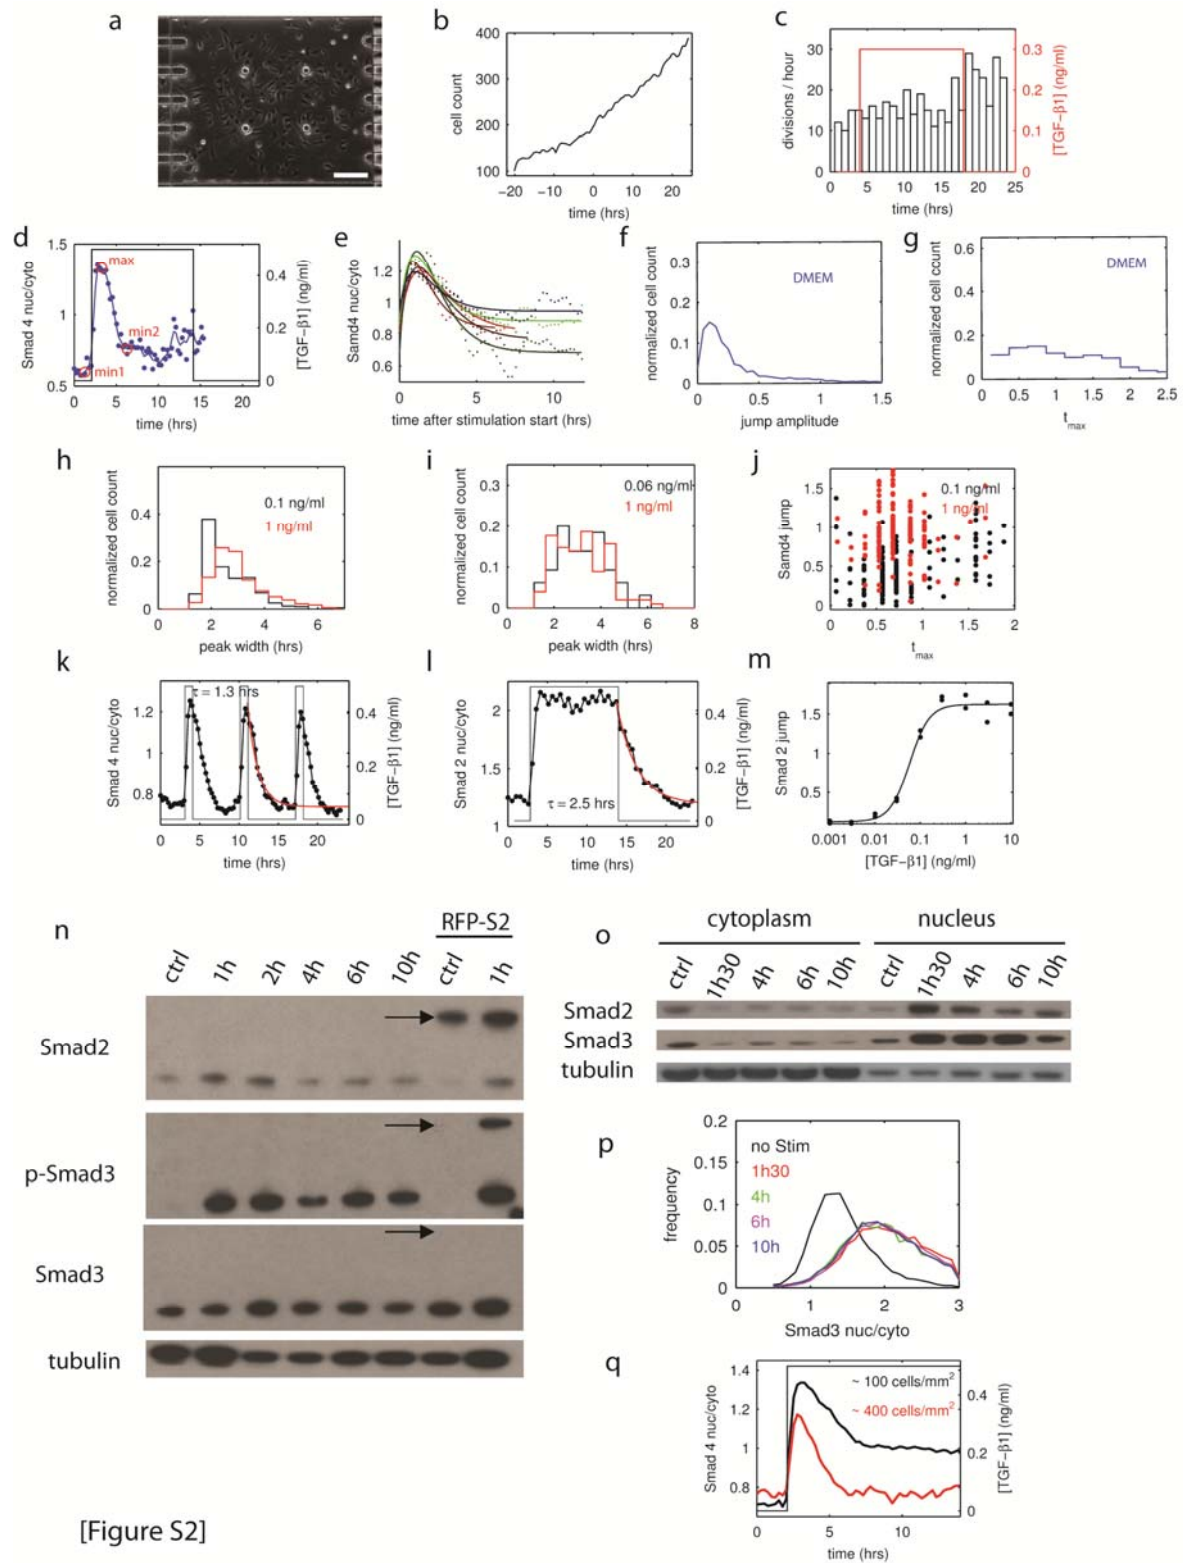 a
b
400
300
200
100
cell count
−20
−10
0
10
20
time (hrs)
c
30
20
10
0
divisions / hour
0.3
0.2
0.1
0
[TGF−β1] (ng/ml)
0
5
10
15
20
25
time (hrs)
d
1.5
1
0.5
Smad 4 nuc/cyto
max
min2
min1
0.4
0.2
0
[TGF−β1] (ng/ml)
0
5
10
15
20
time (hrs)
e
1.2
1
0.8
0.6
Samd4 nuc/cyto
5
10
time after stimulation start (hrs)
f
0.3
0.2
0.1
0
normalized cell count
DMEM
0
0.5
1
1.5
jump amplitude
g
0.6
0.4
0.2
0
normalized cell count
DMEM
0
0.5
1
1.5
2
2.5
tmax
h
0.4
0.2
0
normalized cell count
0.1 ng/ml
1 ng/ml
0
2
4
6
peak width (hrs)
i
0.3
0.2
0.1
0
normalized cell count
0.06 ng/ml
1 ng/ml
0
2
4
6
8
peak width (hrs)
j
1.5
1
0.5
0
Samd4 jump
0.1 ng/ml
1 ng/ml
0
0.5
1
1.5
2
tmax
k
1.2
1
0.8
Smad 4 nuc/cyto
τ = 1.3 hrs
0.4
0.2
0
[TGF−β1] (ng/ml)
0
5
10
15
20
time (hrs)
l
2
1.5
1
Smad 2 nuc/cyto
τ = 2.5 hrs
0.4
0.2
0
[TGF−β1] (ng/ml)
0
5
10
15
20
time (hrs)
m
1.5
1
0.5
Smad 2 jump
0.001
0.01
0.1
1
10
[TGF−β1] (ng/ml)
n
RFP-S2
ctrl
1h
2h
4h
6h
10h
ctrl
1h
Smad2
p-Smad3
Smad3
tubulin
o
cytoplasm
nucleus
ctrl
1h30
4h
6h
10h
ctrl
1h30
4h
6h
10h
Smad2
Smad3
tubulin
p
0.2
0.15
0.1
0.05
0
frequency
no Stim
1h30
4h
6h
10h
0
1
2
3
Smad3 nuc/cyto
q
1.4
1.2
1
0.8
Smad 4 nuc/cyto
~ 100 cells/mm²
~ 400 cells/mm²
0.4
0.2
0
[TGF−β1] (ng/ml)
0
5
10
time (hrs)
[Figure S2]